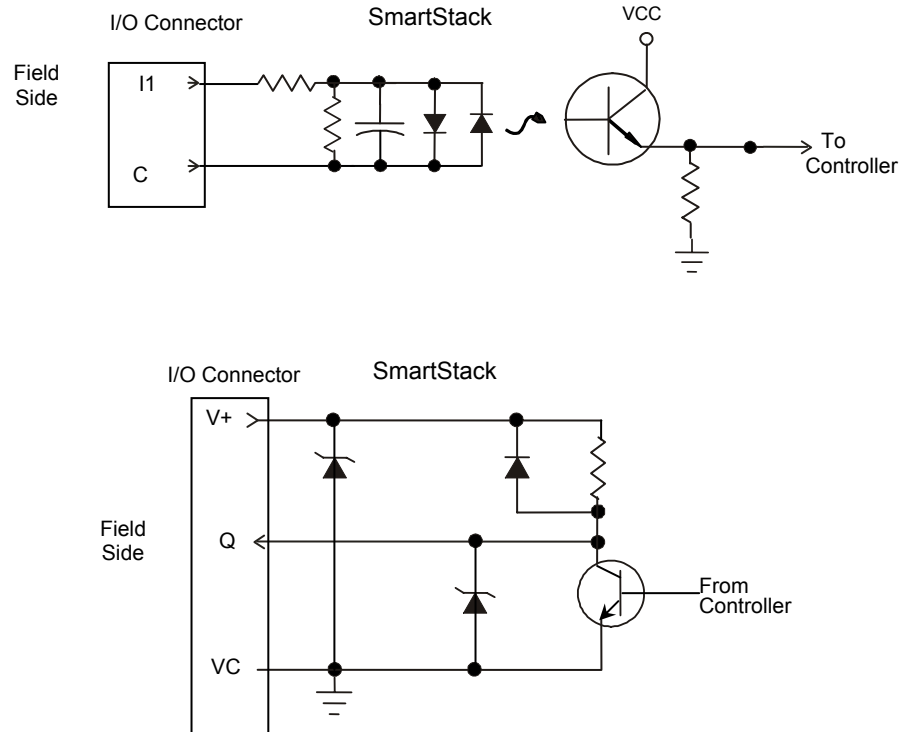 I/O Connector
SmartStack
VCC
Field
Side
I1
C
To
Controller
I/O Connector
SmartStack
V+
Field
Side
Q
VC
From
Controller